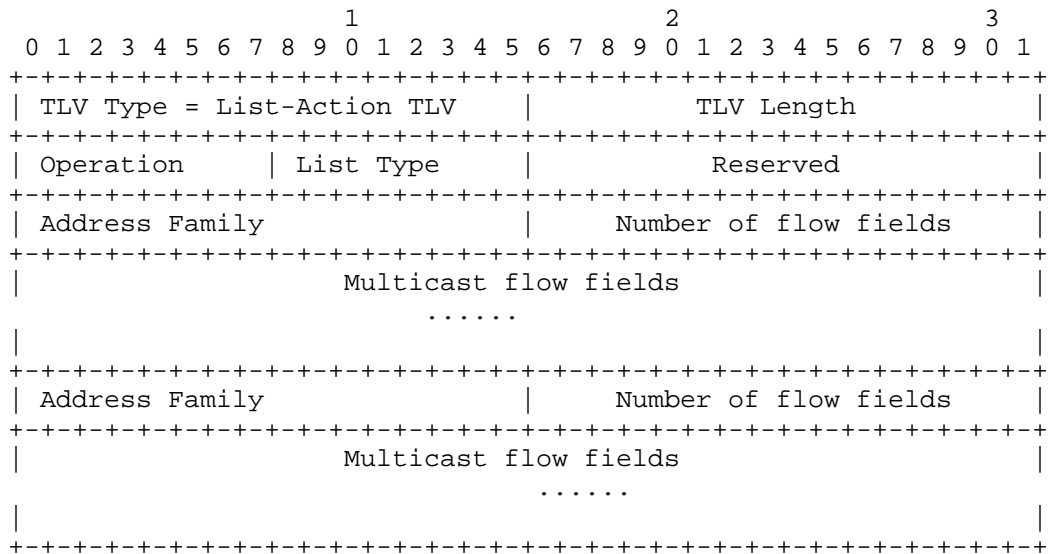 1                   2                   3
 0 1 2 3 4 5 6 7 8 9 0 1 2 3 4 5 6 7 8 9 0 1 2 3 4 5 6 7 8 9 0 1
+-+-+-+-+-+-+-+-+-+-+-+-+-+-+-+-+-+-+-+-+-+-+-+-+-+-+-+-+-+-+-+-+
| TLV Type = List-Action TLV    |          TLV Length           |
+-+-+-+-+-+-+-+-+-+-+-+-+-+-+-+-+-+-+-+-+-+-+-+-+-+-+-+-+-+-+-+-+
| Operation     | List Type     |           Reserved            |
+-+-+-+-+-+-+-+-+-+-+-+-+-+-+-+-+-+-+-+-+-+-+-+-+-+-+-+-+-+-+-+-+
| Address Family                |     Number of flow fields     |
+-+-+-+-+-+-+-+-+-+-+-+-+-+-+-+-+-+-+-+-+-+-+-+-+-+-+-+-+-+-+-+-+
|                    Multicast flow fields                      |
                          ......
|                                                               |
+-+-+-+-+-+-+-+-+-+-+-+-+-+-+-+-+-+-+-+-+-+-+-+-+-+-+-+-+-+-+-+-+
| Address Family                |     Number of flow fields     |
+-+-+-+-+-+-+-+-+-+-+-+-+-+-+-+-+-+-+-+-+-+-+-+-+-+-+-+-+-+-+-+-+
|                    Multicast flow fields                      |
                                 ......
|                                                               |
+-+-+-+-+-+-+-+-+-+-+-+-+-+-+-+-+-+-+-+-+-+-+-+-+-+-+-+-+-+-+-+-+